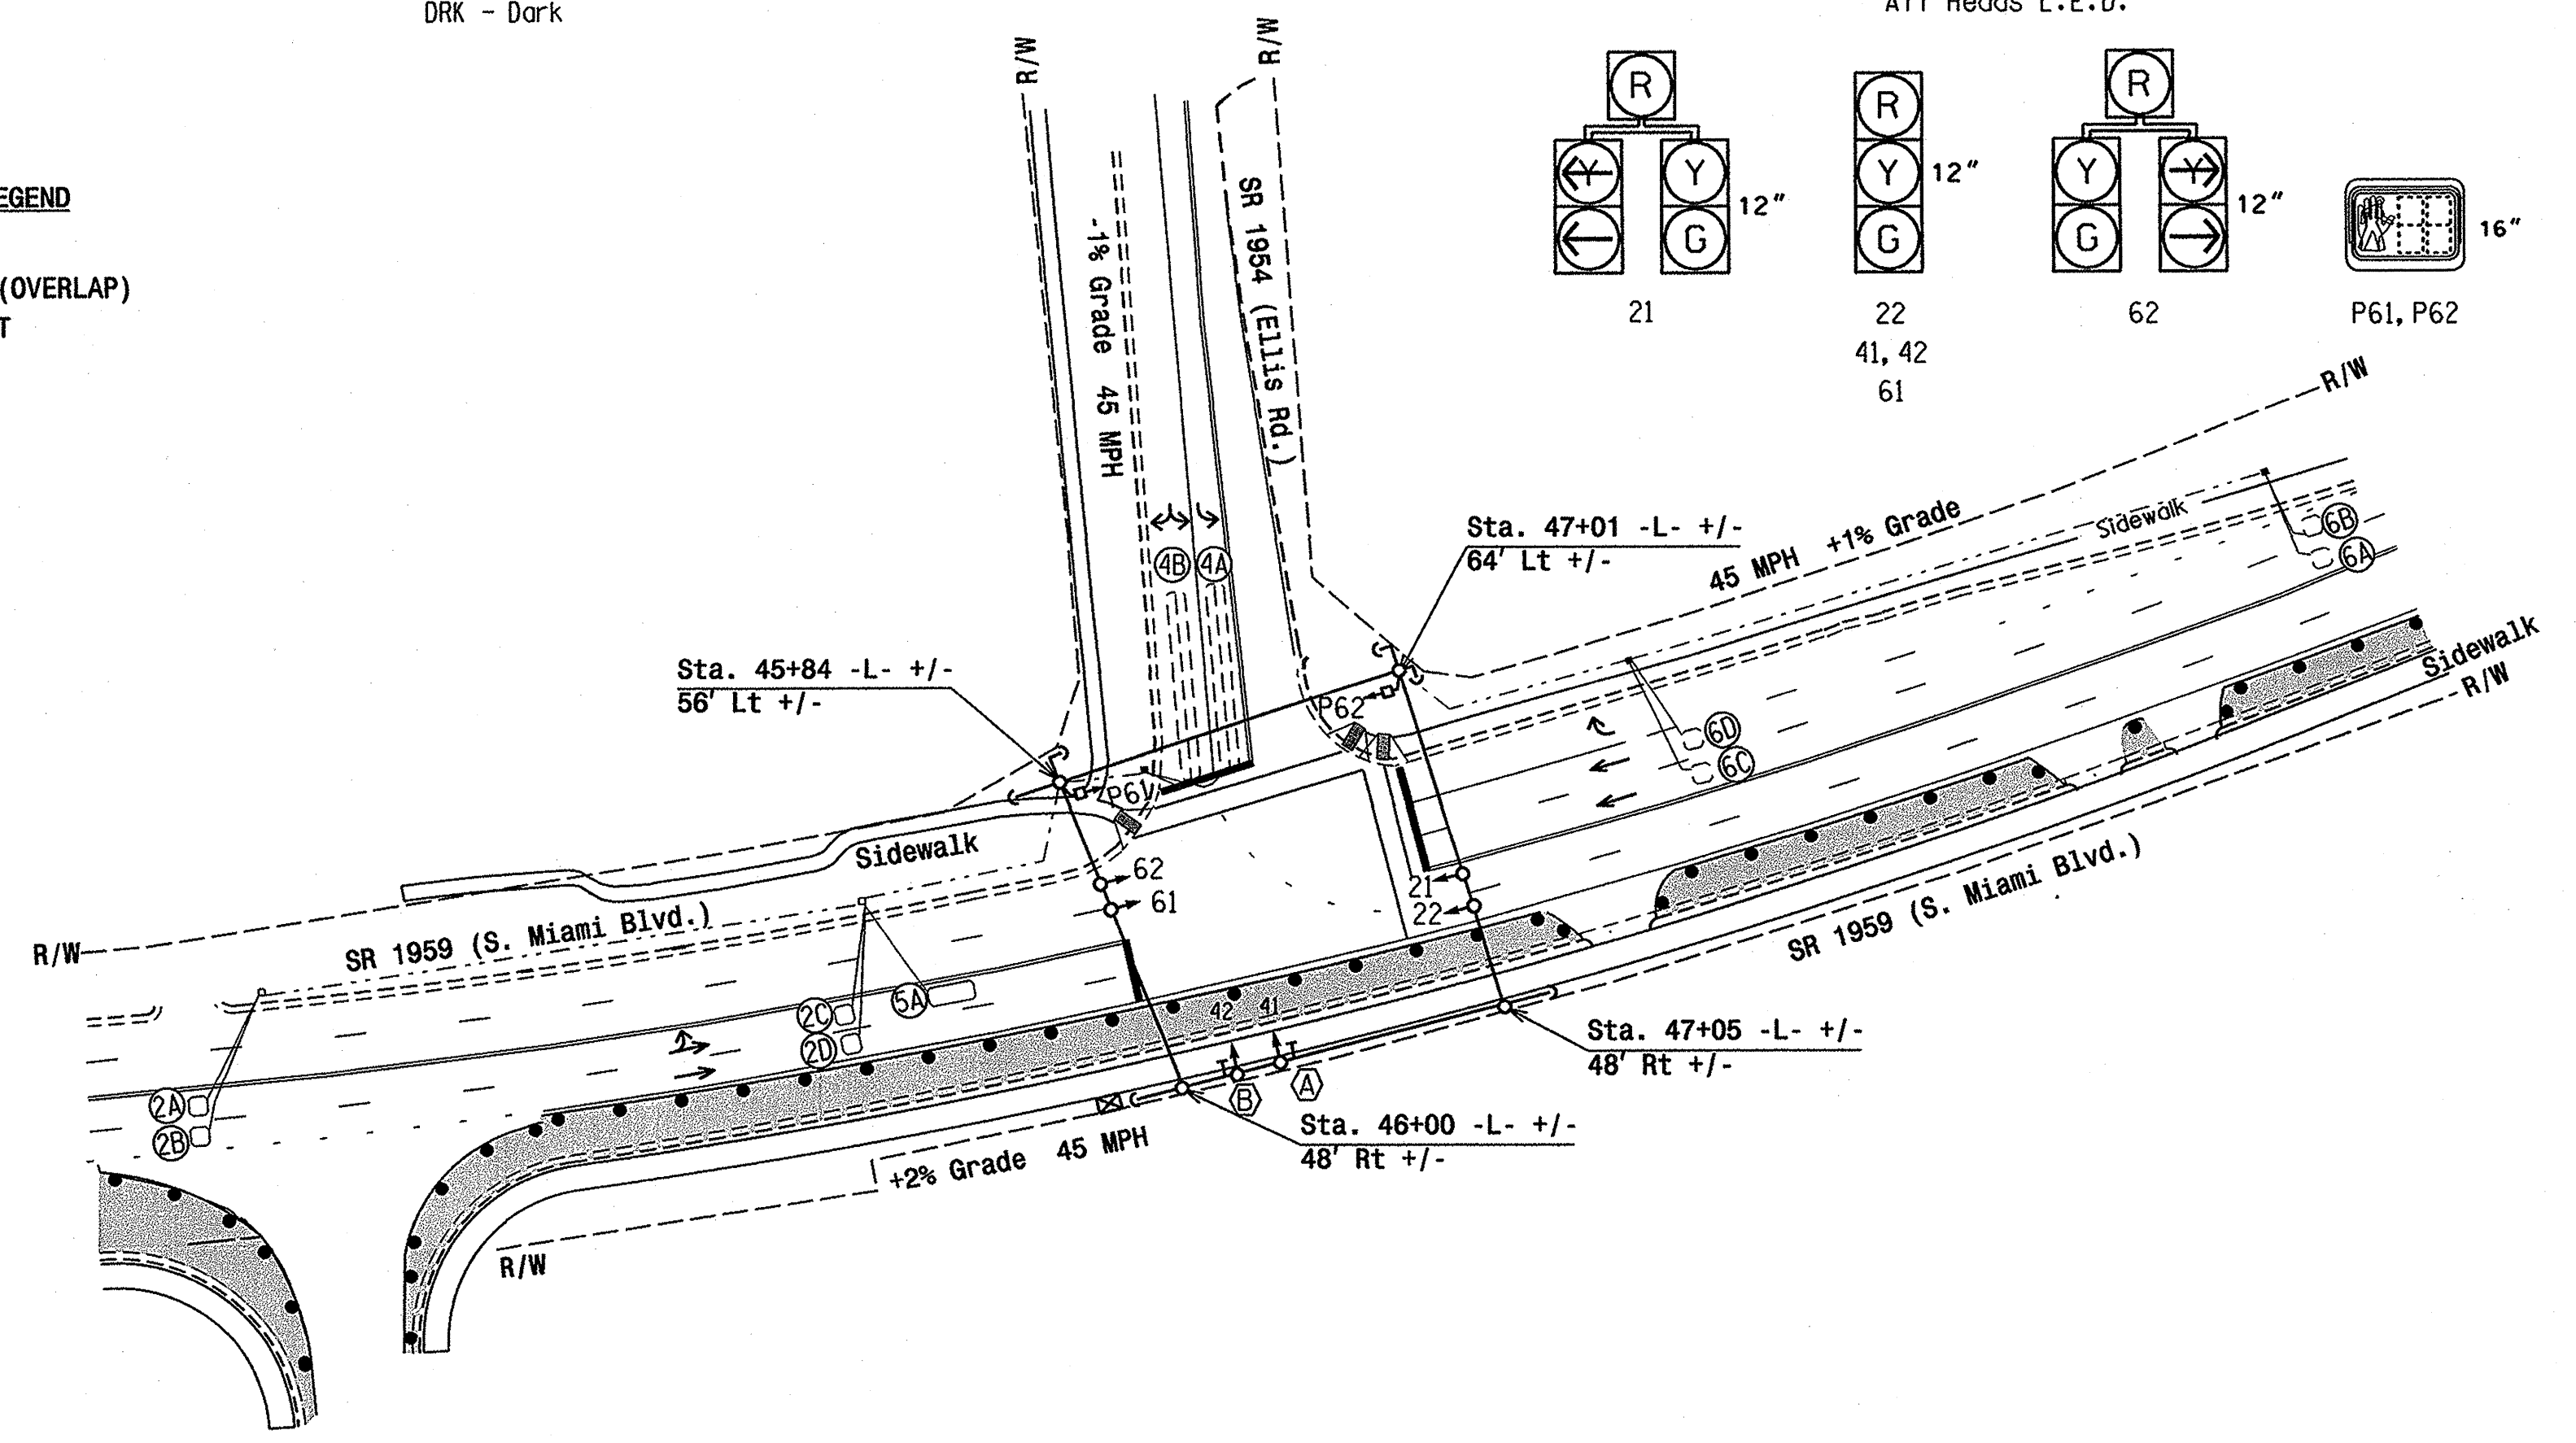 DRK - Dark
All Heads L.E.D.
EGEND
(OVERLAP)
T
R/W
R/W
-1% Grade 45 MPH
SR 1954 (Ellis Rd.)
R
Y
Y
G
12"
21
R
Y
G
12"
22
41, 42
61
R
Y
Y
G
12"
62
16"
P61, P62
R/W
4B
4A
Sta. 47+01 -L- +/-
64' Lt +/-
45 MPH +1% Grade
Sidewalk
6B
6A
Sta. 45+84 -L- +/-
56' Lt +/-
P62
P61
6D
6C
Sidewalk
R/W
Sidewalk
62
61
21
22
R/W
SR 1959 (S. Miami Blvd.)
SR 1959 (S. Miami Blvd.)
2C
5A
2D
42
41
2A
2B
B
A
Sta. 47+05 -L- +/-
48' Rt +/-
Sta. 46+00 -L- +/-
48' Rt +/-
+2% Grade 45 MPH
R/W